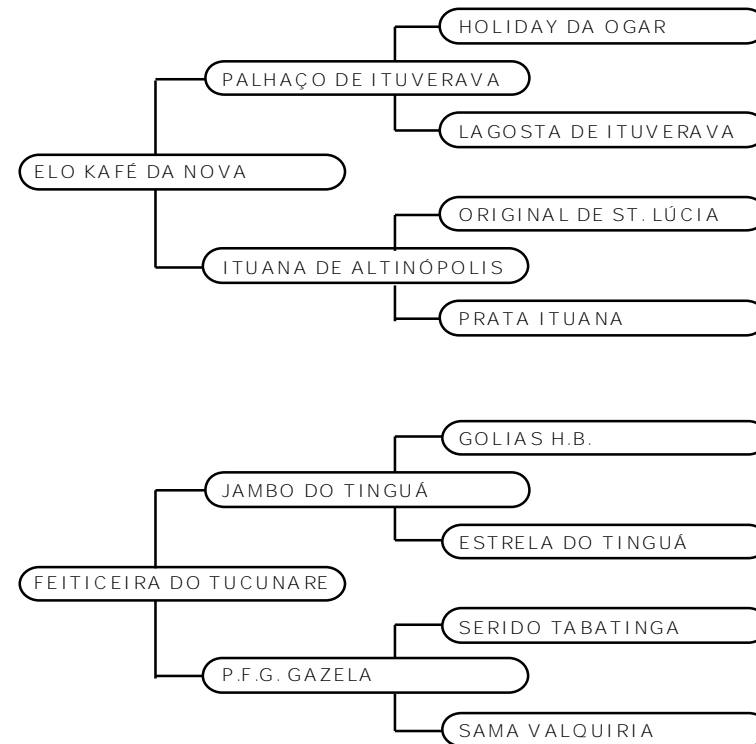 HOLIDAY DA OGAR
PALHAÇO DE ITUVERAVA
LAGOSTA DE ITUVERAVA
ELO KAFÉ DA NOVA
ORIGINAL DE ST. LÚCIA
ITUANA DE ALTINÓPOLIS
PRATA ITUANA
GOLIAS H.B.
JAMBO DO TINGUÁ
ESTRELA DO TINGUÁ
FEITICEIRA DO TUCUNARE
SERIDO TABATINGA
P.F.G. GAZELA
SAMA VALQUIRIA